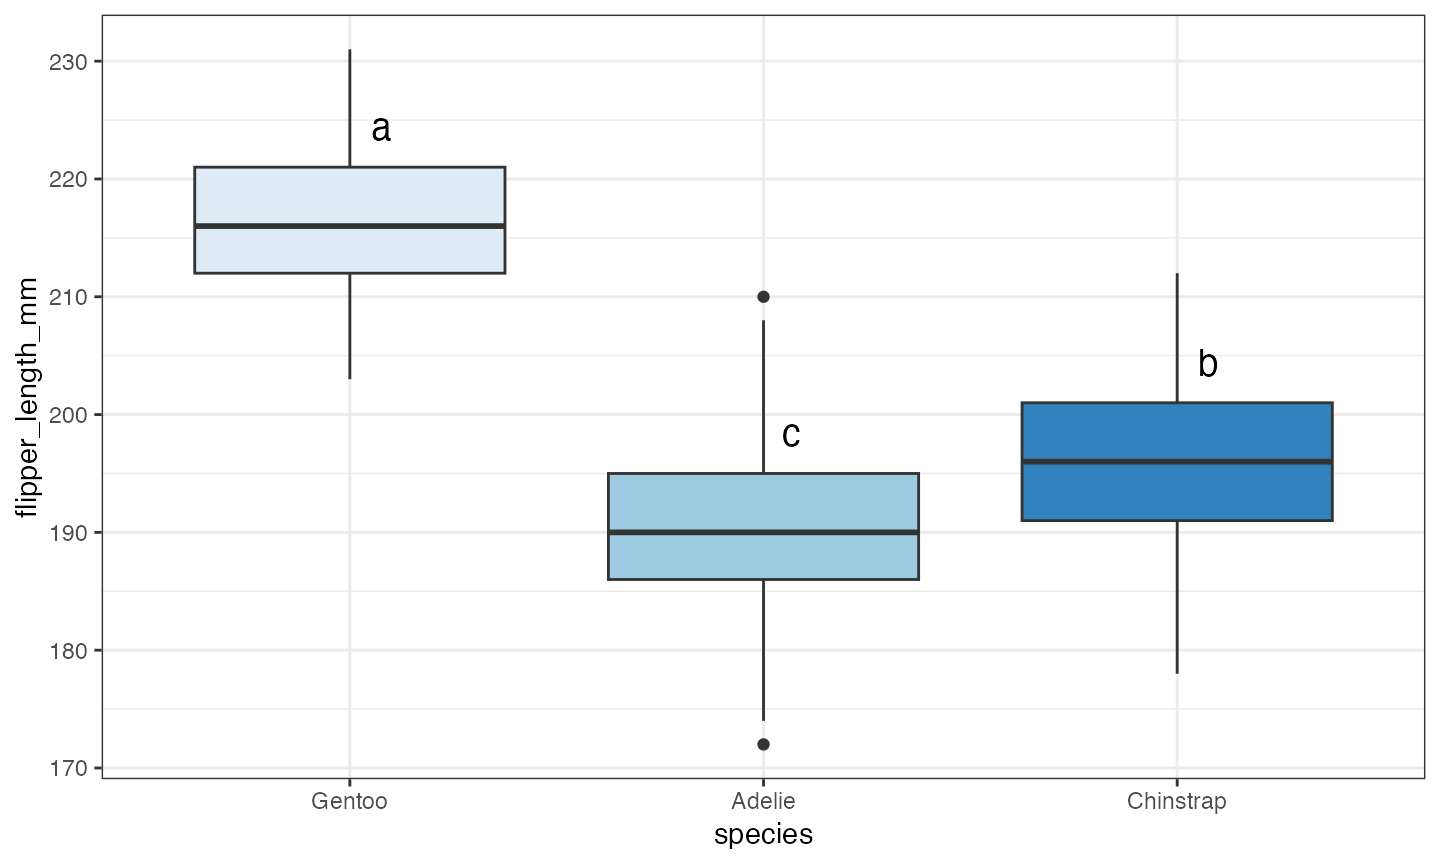 230
220
210
200
190
180
170
flipper_length_mm
a
c
b
Gentoo Adelie Chinstrap
species